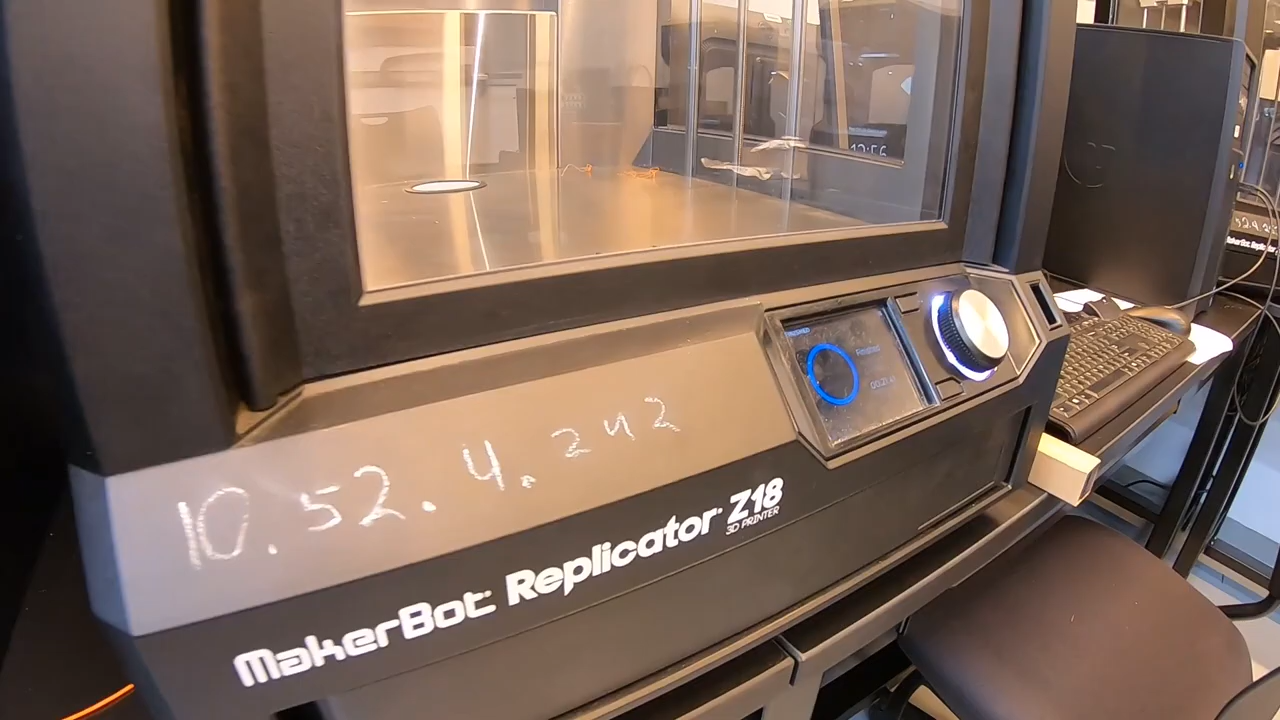 10.52.4.242
MakerBot Replicator Z18
3D PRINTER
Finished